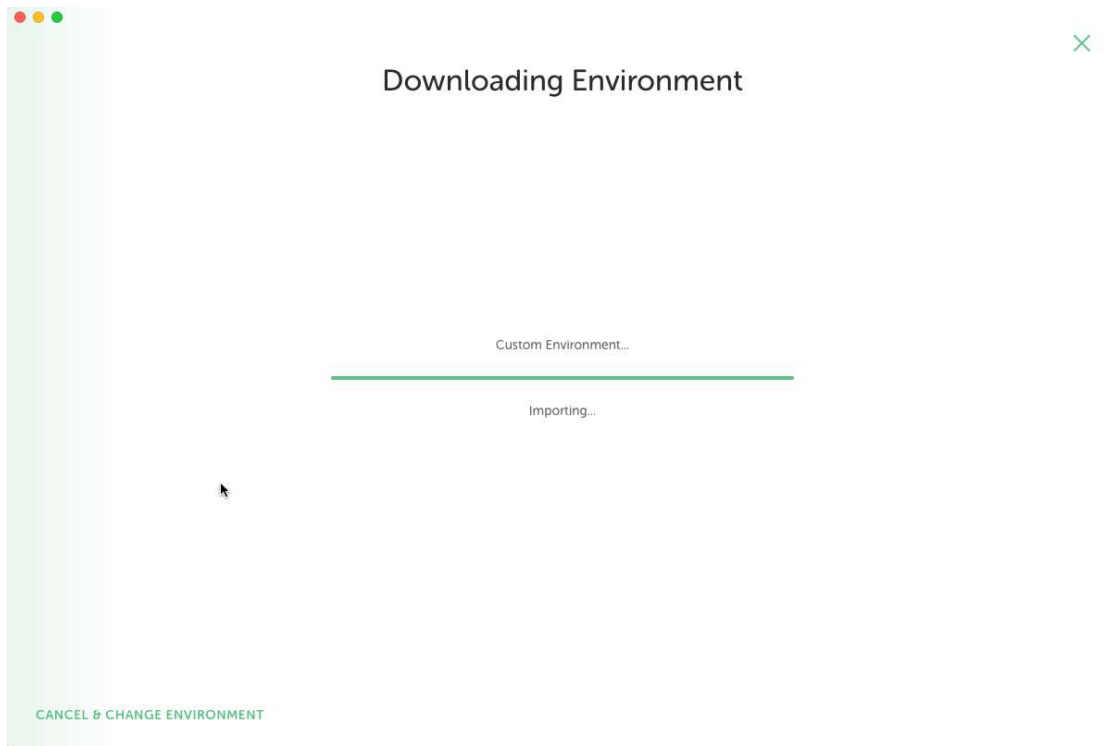 Downloading Environment
Custom Environment...
Importing...
CANCEL & CHANGE ENVIRONMENT